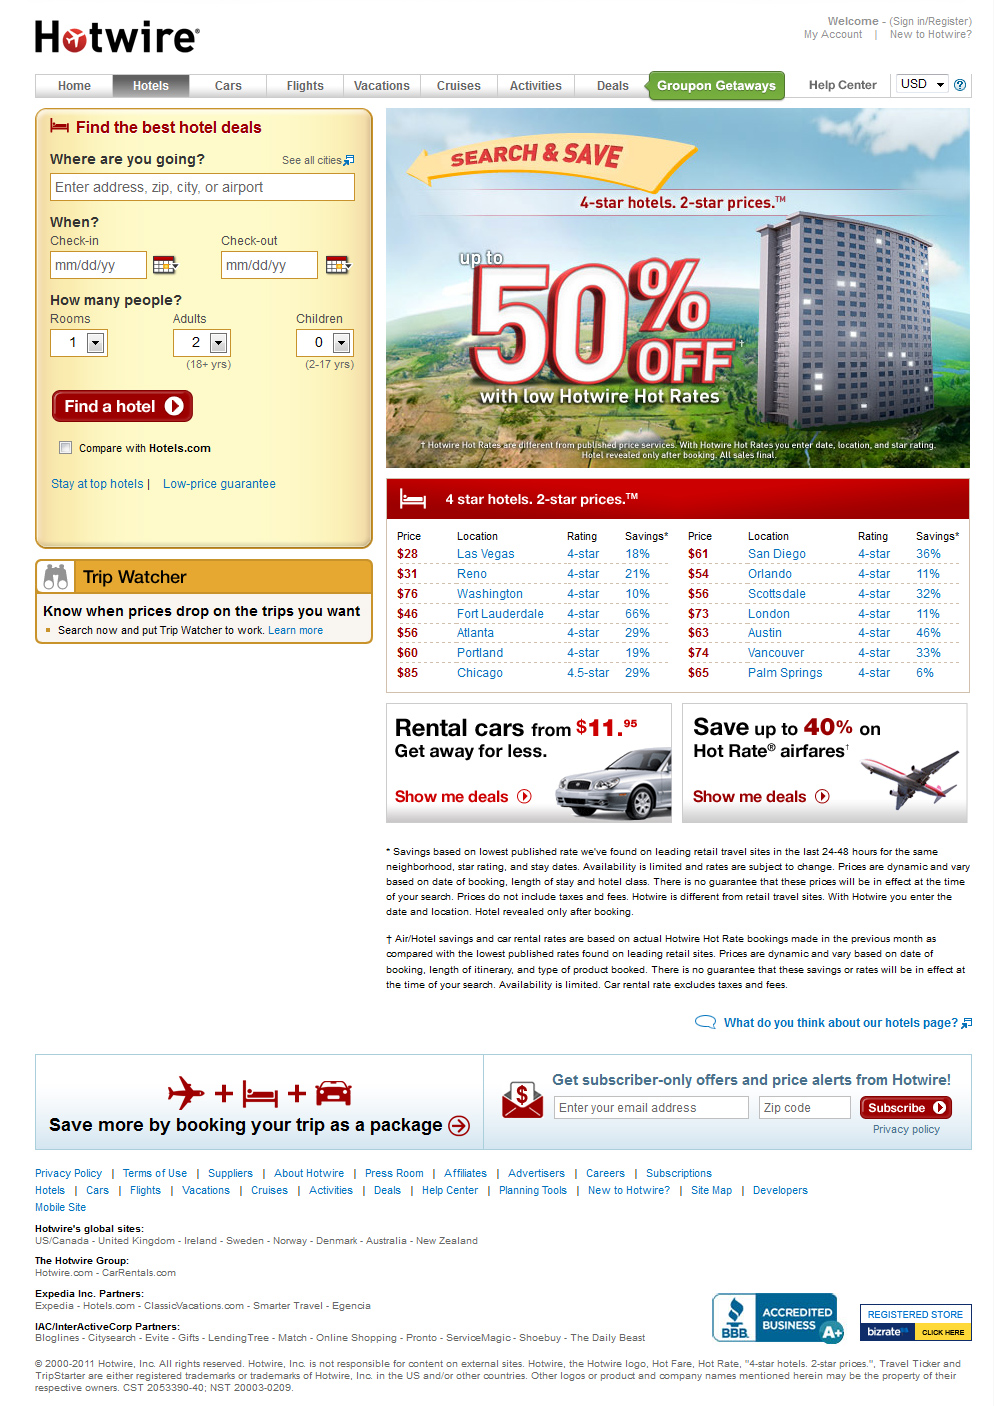 Hotwire®
Welcome - (Sign in/Register)
My Account | New to Hotwire?
Home
Hotels
Cars
Flights
Vacations
Cruises
Activities
Deals
Groupon Getaways
Help Center
USD
?
Find the best hotel deals
Where are you going?
See all cities
Enter address, zip, city, or airport
When?
Check-in
Check-out
mm/dd/yy
mm/dd/yy
How many people?
Rooms
Adults
Children
1
2
0
(18+ yrs)
(2-17 yrs)
Find a hotel
Compare with Hotels.com
Stay at top hotels | Low-price guarantee
Trip Watcher
Know when prices drop on the trips you want
Search now and put Trip Watcher to work. Learn more
SEARCH & SAVE
4-star hotels. 2-star prices.™
up to
50% OFF†
with low Hotwire Hot Rates
† Hotwire Hot Rates are different from published price services. With Hotwire Hot Rates you enter date, location, and star rating.
Hotel revealed only after booking. All sales final.
4 star hotels. 2-star prices.™
Price Location Rating Savings* Price Location Rating Savings*
$28 Las Vegas 4-star 18% $61 San Diego 4-star 36%
$31 Reno 4-star 21% $54 Orlando 4-star 11%
$76 Washington 4-star 10% $56 Scottsdale 4-star 32%
$46 Fort Lauderdale 4-star 66% $73 London 4-star 11%
$56 Atlanta 4-star 29% $63 Austin 4-star 46%
$60 Portland 4-star 19% $74 Vancouver 4-star 33%
$85 Chicago 4.5-star 29% $65 Palm Springs 4-star 6%
Rental cars from $11.95
Get away for less.
Show me deals
Save up to 40% on
Hot Rate® airfares†
Show me deals
* Savings based on lowest published rate we've found on leading retail travel sites in the last 24-48 hours for the same
neighborhood, star rating, and stay dates. Availability is limited and rates are subject to change. Prices are dynamic and vary
based on date of booking, length of stay and hotel class. There is no guarantee that these prices will be in effect at the time
of your search. Prices do not include taxes and fees. Hotwire is different from retail travel sites. With Hotwire you enter the
date and location. Hotel revealed only after booking.
† Air/Hotel savings and car rental rates are based on actual Hotwire Hot Rate bookings made in the previous month as
compared with the lowest published rates found on leading retail sites. Prices are dynamic and vary based on date of
booking, length of itinerary, and type of product booked. There is no guarantee that these savings or rates will be in effect at
the time of your search. Availability is limited. Car rental rate excludes taxes and fees.
What do you think about our hotels page?
Save more by booking your trip as a package
$
Get subscriber-only offers and price alerts from Hotwire!
Enter your email address
Zip code
Subscribe
Privacy policy
Privacy Policy | Terms of Use | Suppliers | About Hotwire | Press Room | Affiliates | Advertisers | Careers | Subscriptions
Hotels | Cars | Flights | Vacations | Cruises | Activities | Deals | Help Center | Planning Tools | New to Hotwire? | Site Map | Developers
Mobile Site
Hotwire's global sites:
US/Canada - United Kingdom - Ireland - Sweden - Norway - Denmark - Australia - New Zealand
The Hotwire Group:
Hotwire.com - CarRentals.com
Expedia Inc. Partners:
Expedia - Hotels.com - ClassicVacations.com - Smarter Travel - Egencia
IAC/InterActiveCorp Partners:
Bloglines - Citysearch - Evite - Gifts - LendingTree - Match - Online Shopping - Pronto - ServiceMagic - Shoebuy - The Daily Beast
BBB.
ACCREDITED
BUSINESS
A+
REGISTERED STORE
bizrate
CLICK HERE
© 2000-2011 Hotwire, Inc. All rights reserved. Hotwire, Inc. is not responsible for content on external sites. Hotwire, the Hotwire logo, Hot Fare, Hot Rate, "4-star hotels. 2-star prices.", Travel Ticker and
TripStarter are either registered trademarks or trademarks of Hotwire, Inc. in the US and/or other countries. Other logos or product and company names mentioned herein may be the property of their
respective owners. CST 2053390-40; NST 20003-0209.